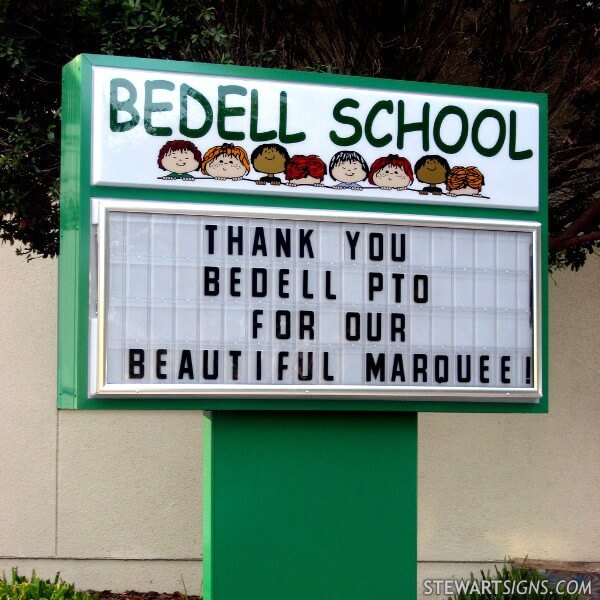 BEDELL SCHOOL
THANK YOU
BEDELL PTO
FOR OUR
BEAUTIFUL MARQUEE!
STEWARTSIGNS.COM